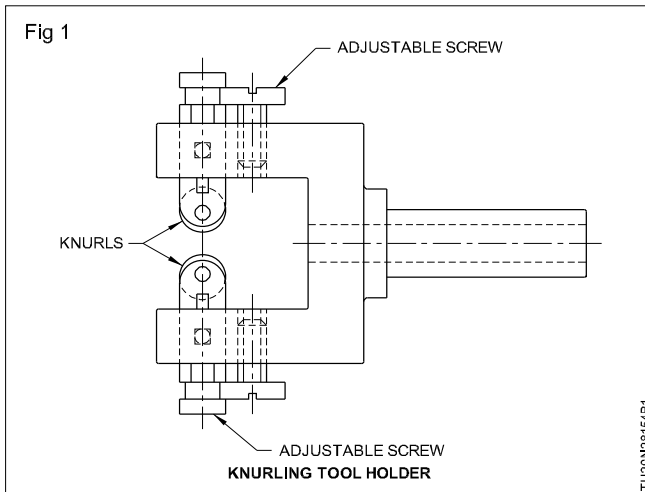 Fig 1
ADJUSTABLE SCREW
KNURLS
ADJUSTABLE SCREW
KNURLING TOOL HOLDER